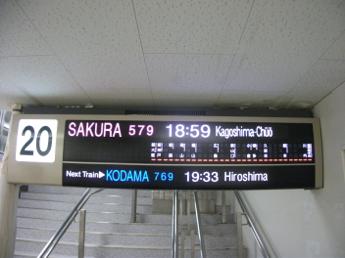 20
SAKURA 579 18:59 Kagoshima-Chūō
Next Train▶ KODAMA 769 19:33 Hiroshima